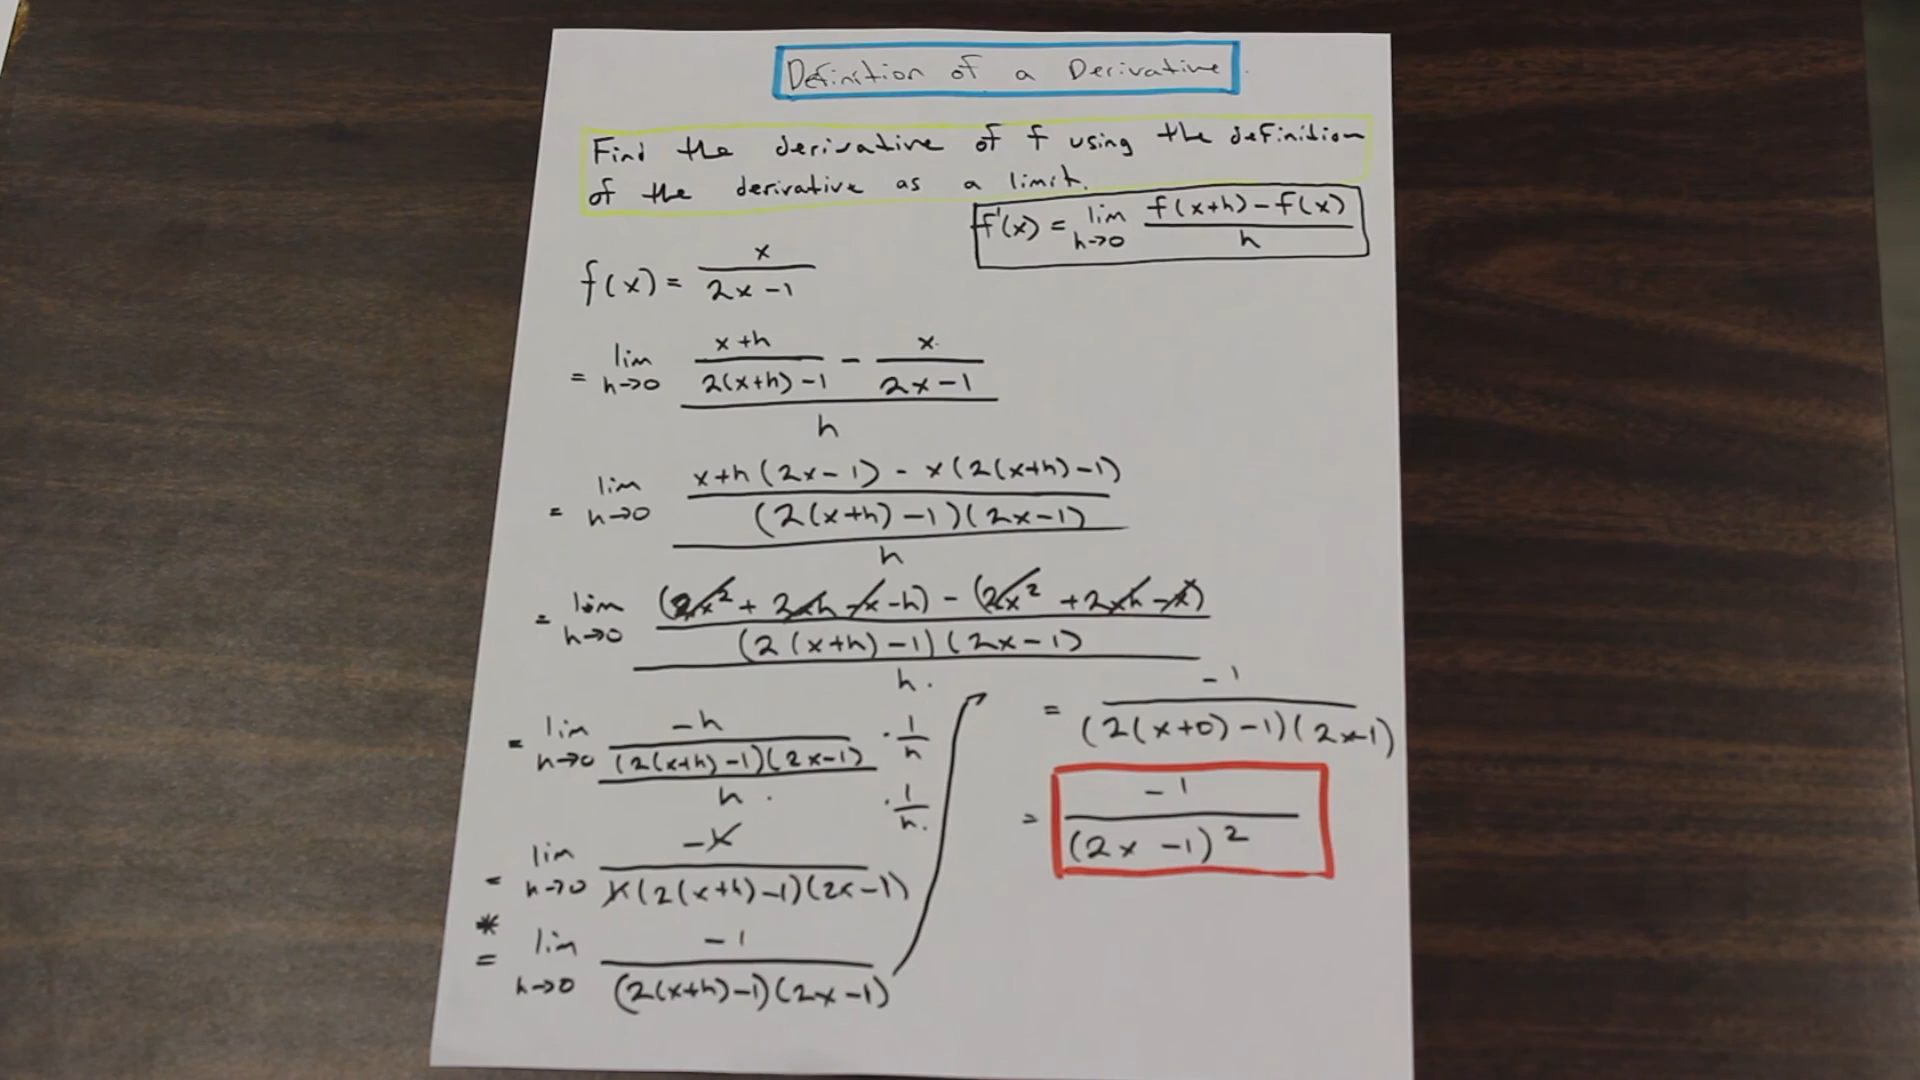 Definition of a Derivative.
Find the derivative of f using the definition
of the derivative as a limit.
f'(x) = lim h→0 (f(x+h) - f(x)) / h
f(x) = x / (2x - 1)
= lim h→0 ((x+h) / (2(x+h) - 1) - x / (2x - 1)) / h
= lim h→0 ((x+h (2x - 1) - x(2(x+h) - 1)) / ((2(x+h) - 1)(2x - 1))) / h
= lim h→0 (((2x² + 2xh - x - h) - (2x² + 2xh - x)) / ((2(x+h) - 1)(2x - 1))) / h.
= lim h→0 (-h / ((2(x+h) - 1)(2x - 1))) / h . · 1/h · 1/h.
= lim h→0 -h / (h(2(x+h) - 1)(2x - 1))
* = lim h→0 -1 / ((2(x+h) - 1)(2x - 1))
= -1 / ((2(x+0) - 1)(2x - 1))
= -1 / (2x - 1)²